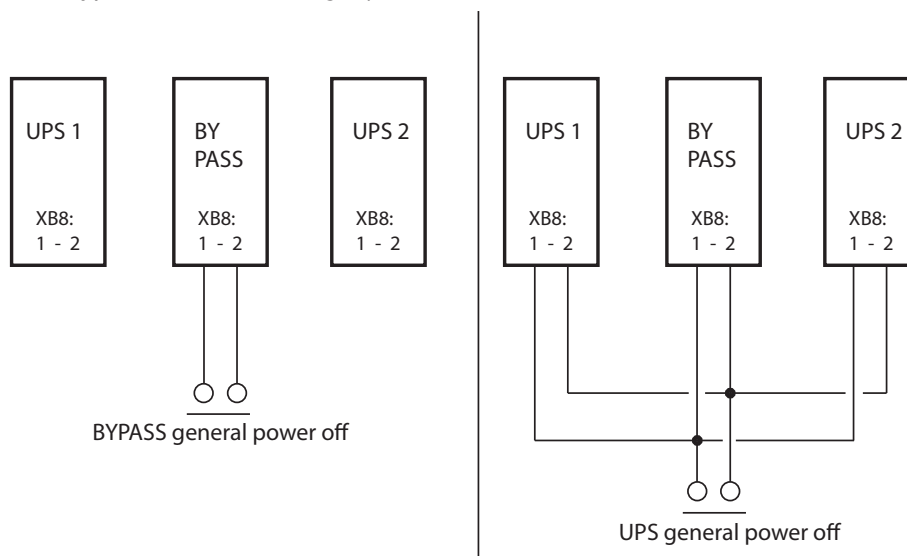 UPS 1
BY
PASS
UPS 2
XB8:
1 - 2
XB8:
1 - 2
XB8:
1 - 2
BYPASS general power off
UPS 1
BY
PASS
UPS 2
XB8:
1 - 2
XB8:
1 - 2
XB8:
1 - 2
UPS general power off